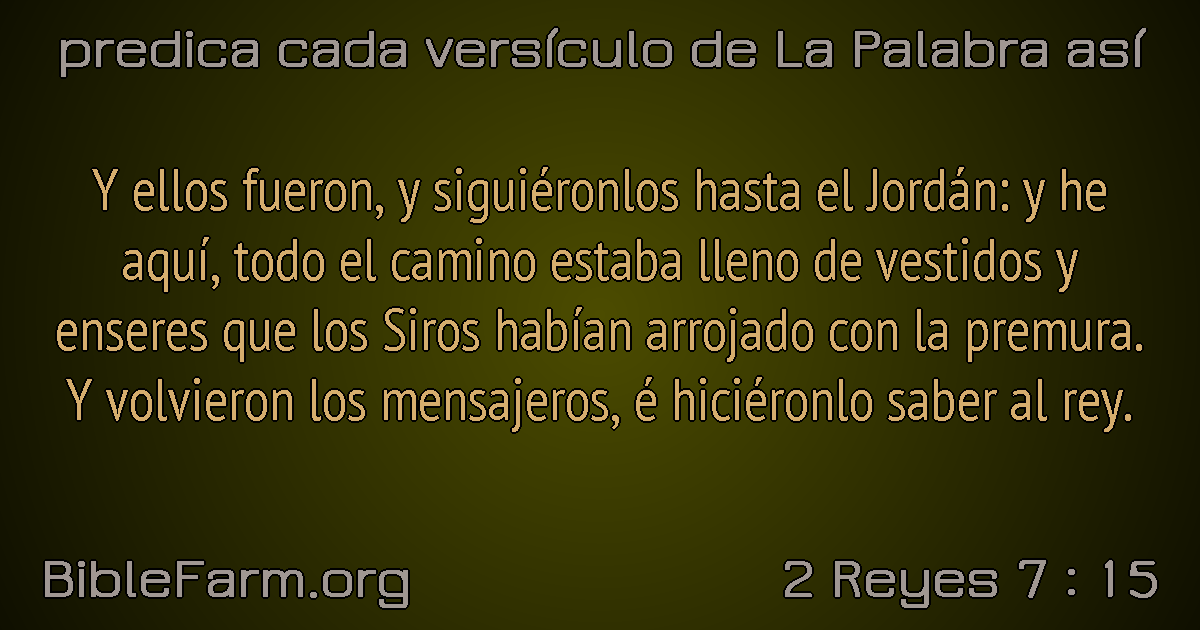 predica cada versículo de La Palabra así
Y ellos fueron, y siguiéronlos hasta el Jordán: y he
aquí, todo el camino estaba lleno de vestidos y
enseres que los Siros habían arrojado con la premura.
Y volvieron los mensajeros, é hiciéronlo saber al rey.
BibleFarm.org
2 Reyes 7 : 15